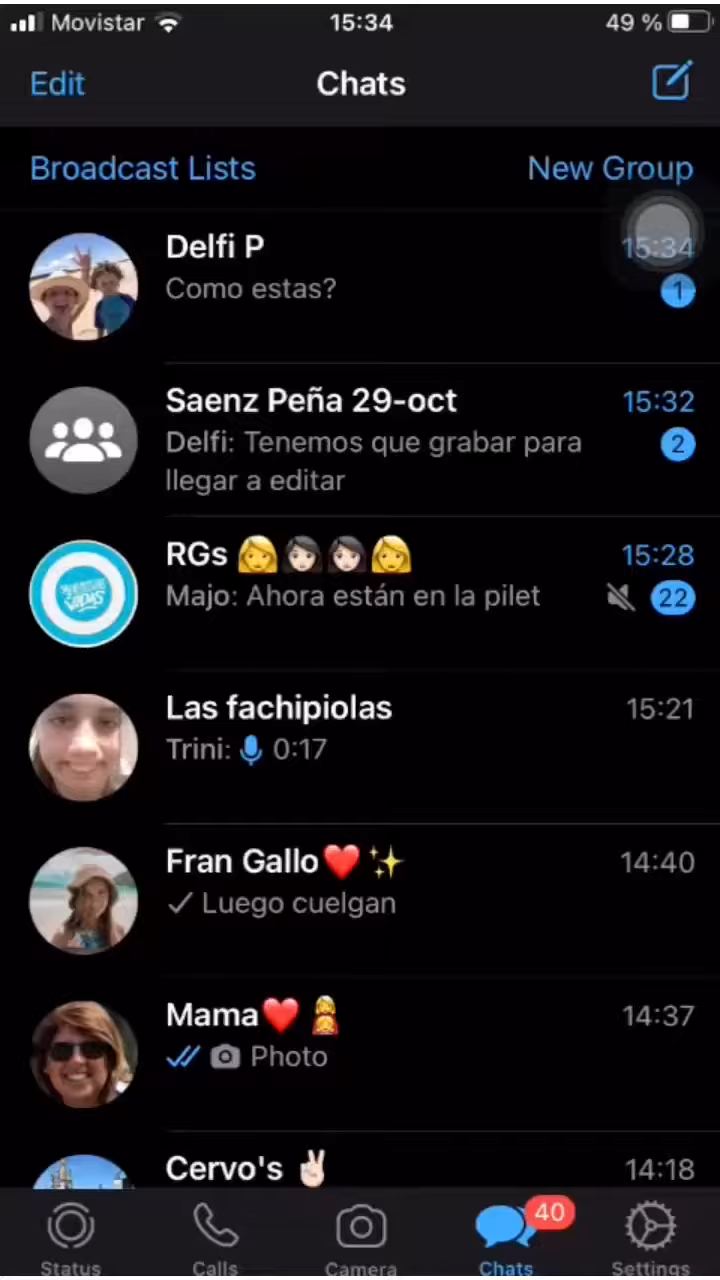 Movistar 15:34 49 %
Edit Chats
Broadcast Lists New Group
Delfi P 15:34
Como estas? 1
Saenz Peña 29-oct 15:32
Delfi: Tenemos que grabar para 2
llegar a editar
RGs 15:28
Majo: Ahora están en la pilet 22
Las fachipiolas 15:21
Trini: 0:17
Fran Gallo❤️✨ 14:40
Luego cuelgan
Mama❤️ 14:37
Photo
Cervo's ✌🏻 14:18
40
Status Calls Camera Chats Settings